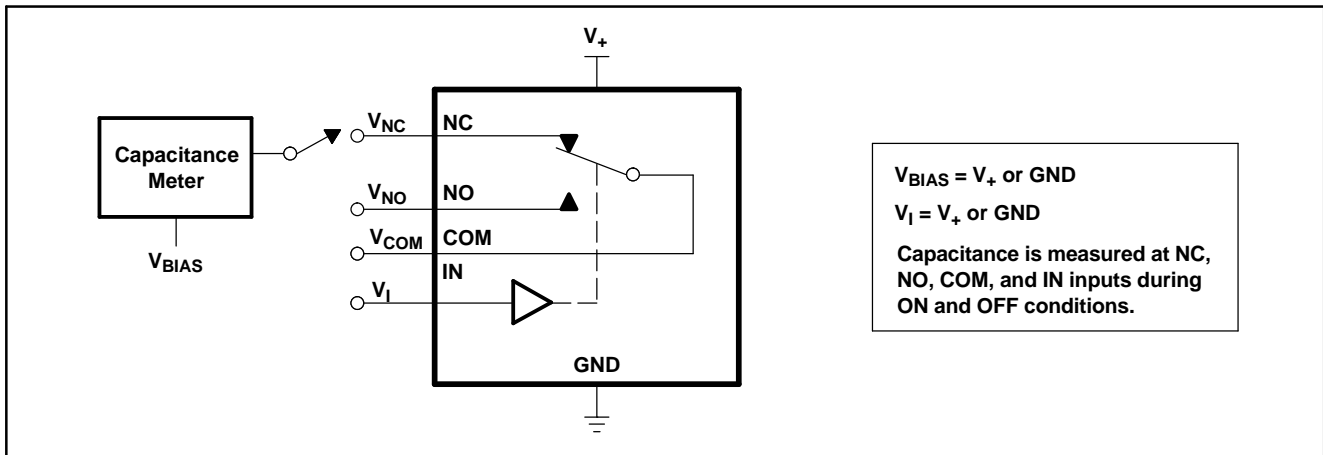 V+
Capacitance
Meter
VBIAS
VNC
NC
VNO
NO
VCOM
COM
IN
VI
GND
VBIAS = V+ or GND
VI = V+ or GND
Capacitance is measured at NC,
NO, COM, and IN inputs during
ON and OFF conditions.